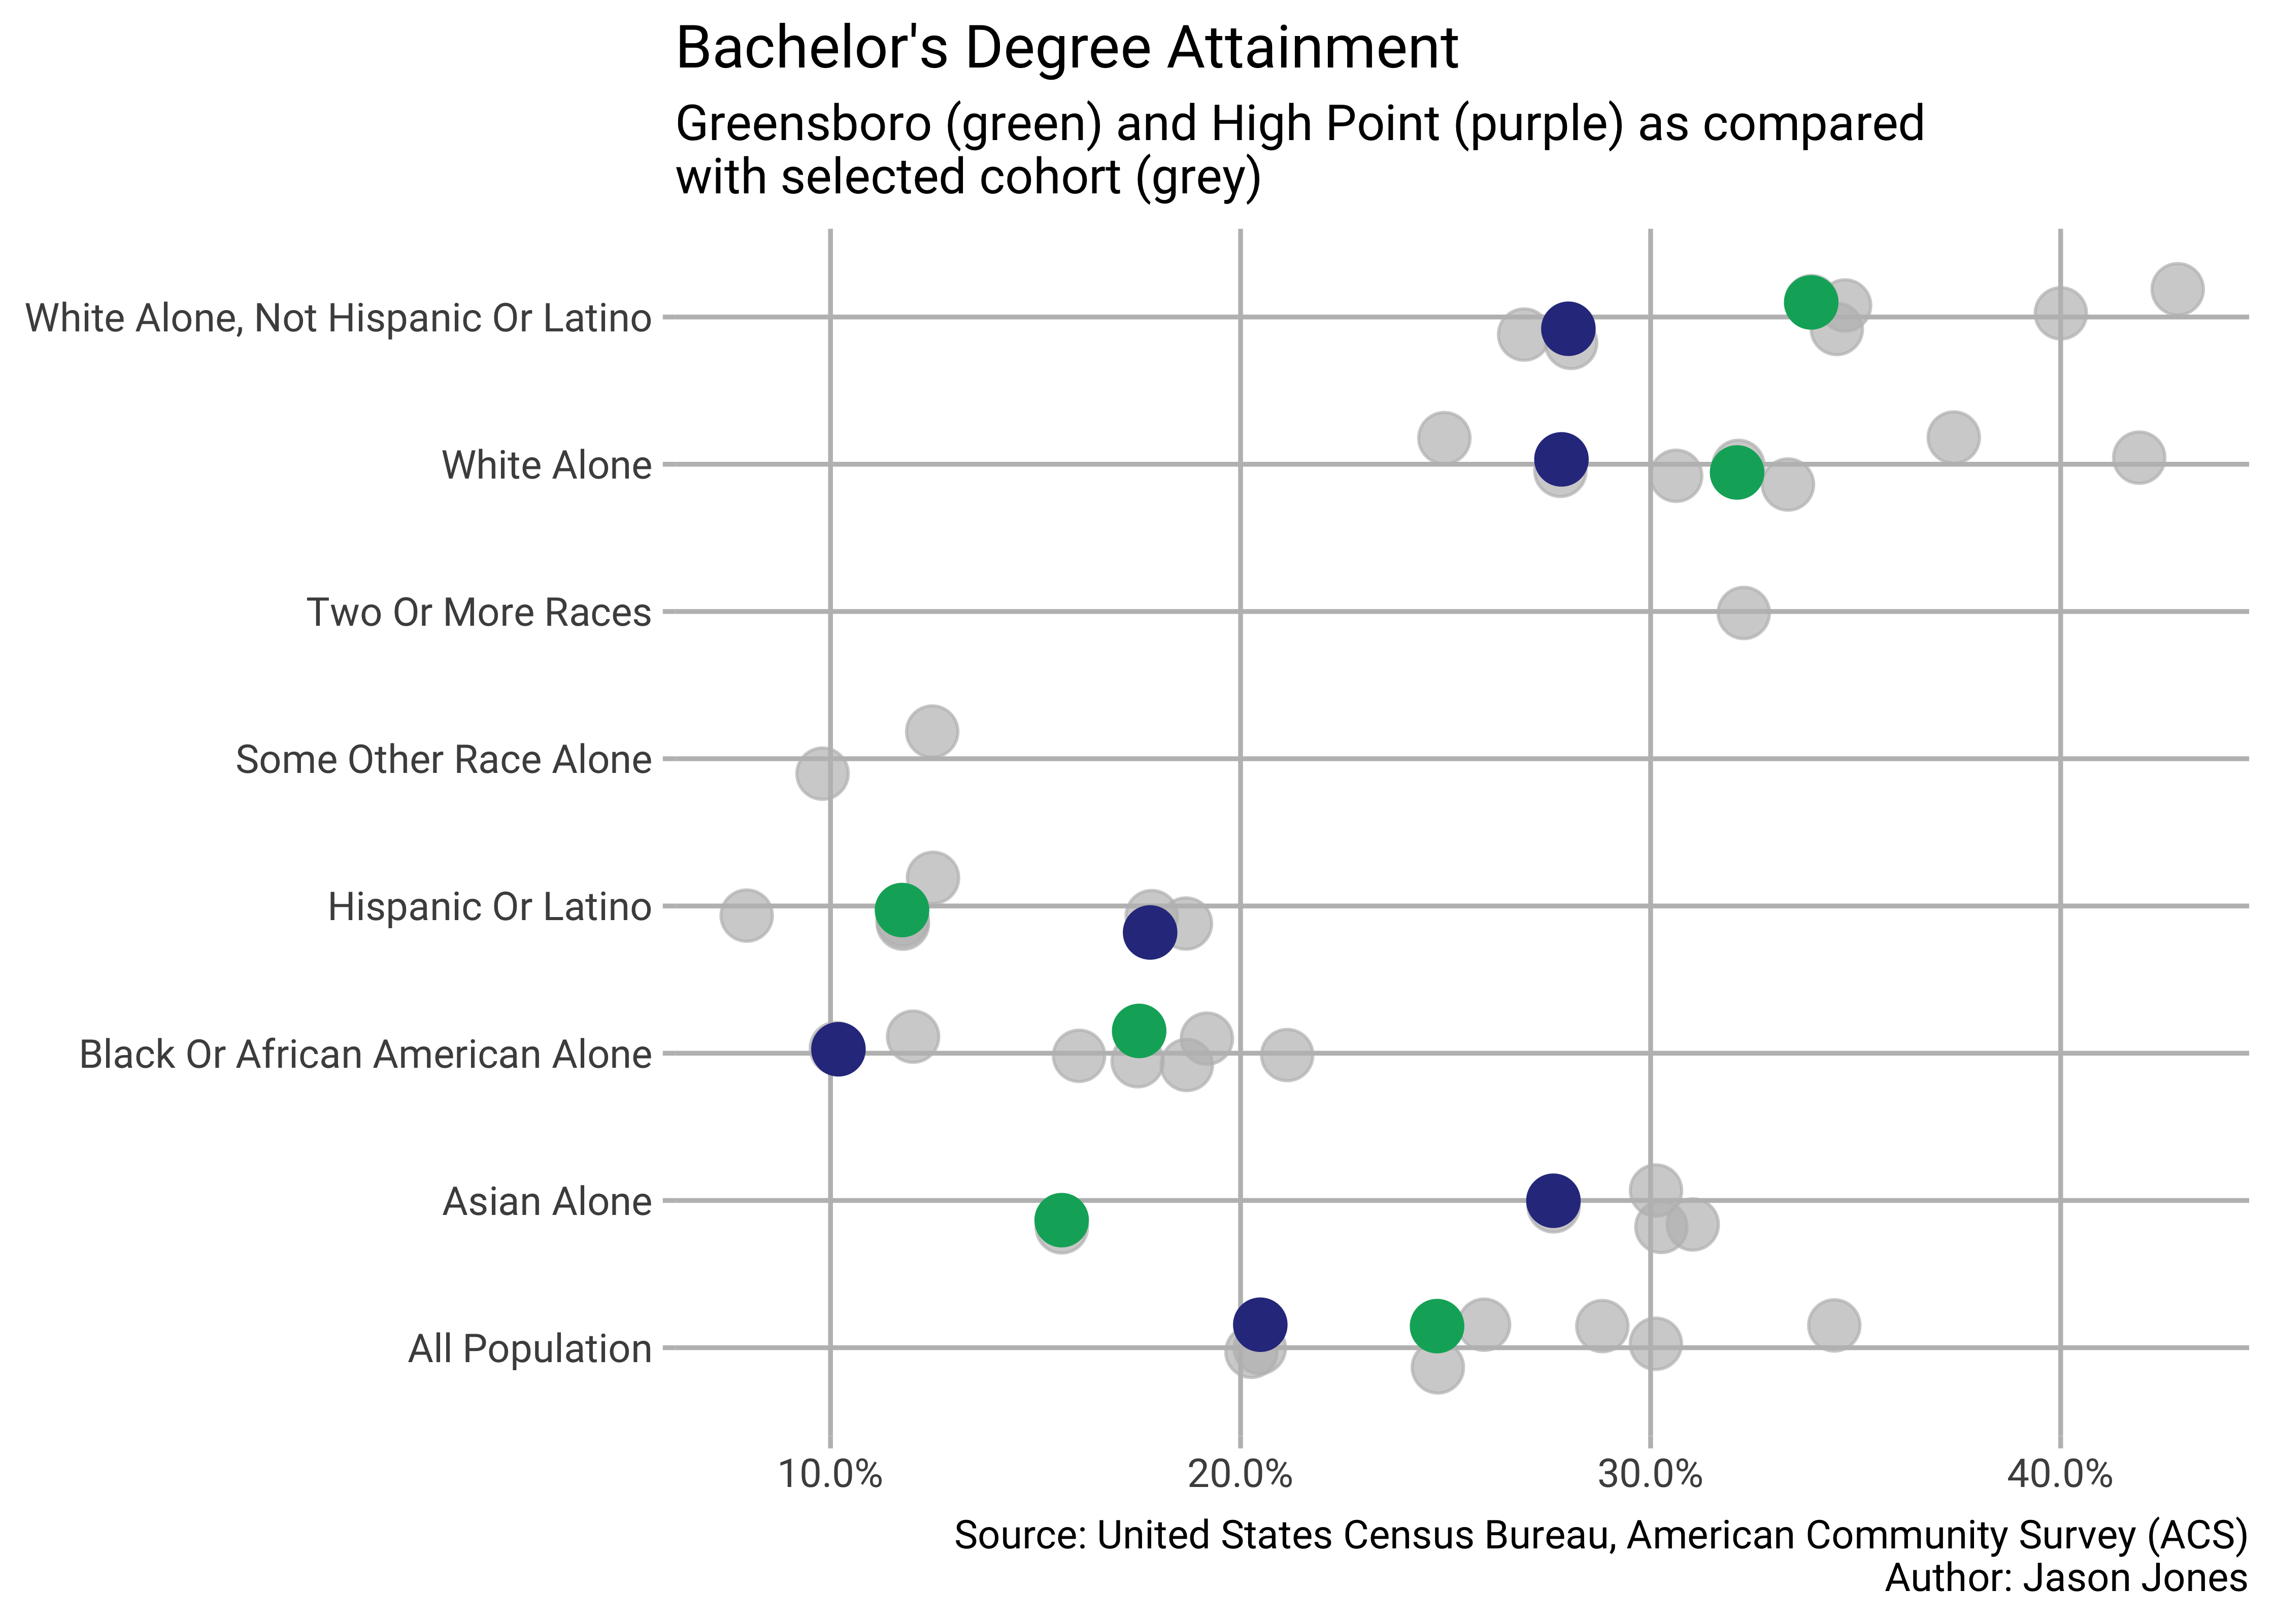 Bachelor's Degree Attainment
Greensboro (green) and High Point (purple) as compared
with selected cohort (grey)
White Alone, Not Hispanic Or Latino
White Alone
Two Or More Races
Some Other Race Alone
Hispanic Or Latino
Black Or African American Alone
Asian Alone
All Population
10.0% 20.0% 30.0% 40.0%
Source: United States Census Bureau, American Community Survey (ACS)
Author: Jason Jones